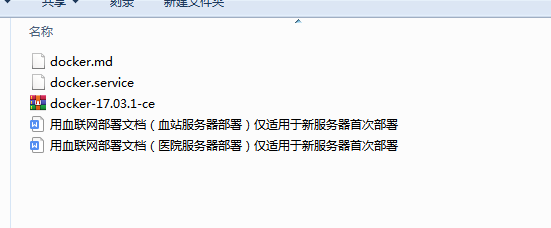 共享 刻录 新建文件夹
名称
docker.md
docker.service
docker-17.03.1-ce
用血联网部署文档（血站服务器部署）仅适用于新服务器首次部署
用血联网部署文档（医院服务器部署）仅适用于新服务器首次部署